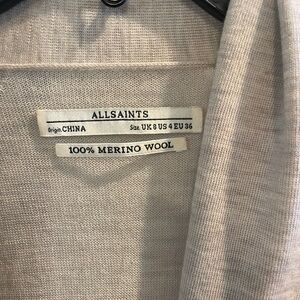 ALLSAINTS
Origin. CHINA Size. UK 8 US 4 EU 36
100% MERINO WOOL